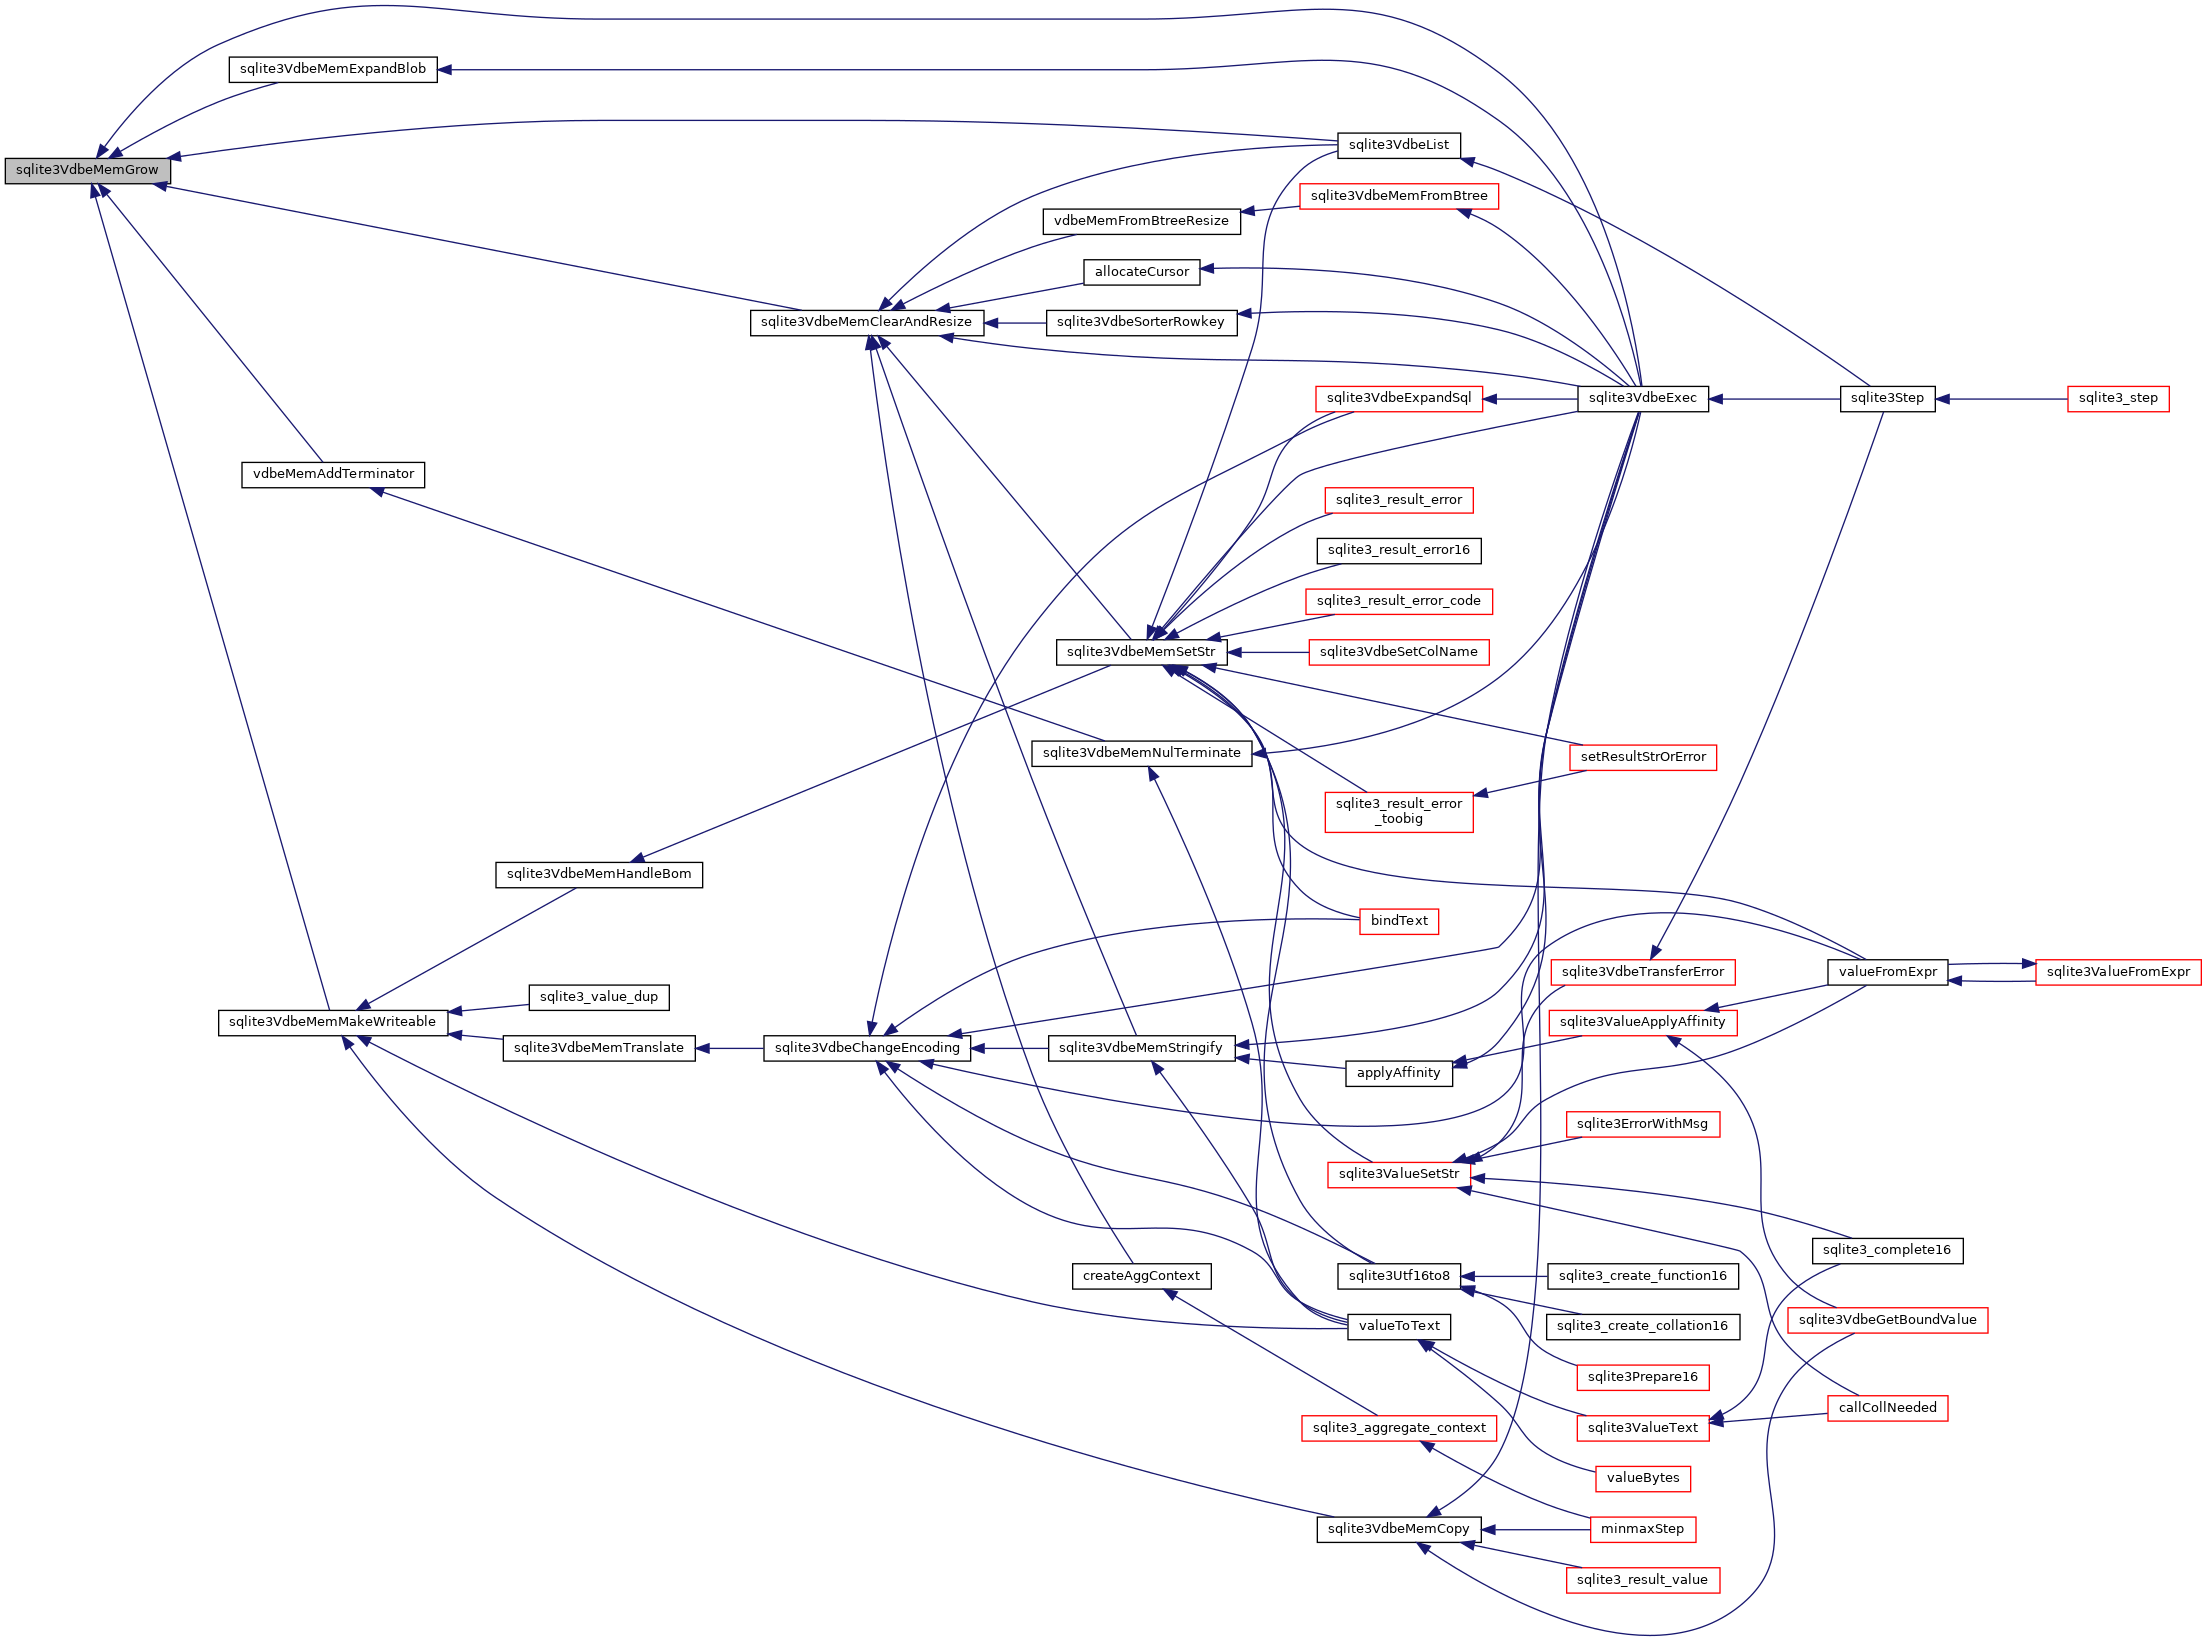 sqlite3VdbeMemExpandBlob
sqlite3VdbeList
sqlite3VdbeMemGrow
sqlite3VdbeMemFromBtree
vdbeMemFromBtreeResize
allocateCursor
sqlite3VdbeMemClearAndResize
sqlite3VdbeSorterRowkey
sqlite3VdbeExpandSql
sqlite3VdbeExec
sqlite3Step
sqlite3_step
vdbeMemAddTerminator
sqlite3_result_error
sqlite3_result_error16
sqlite3_result_error_code
sqlite3VdbeMemSetStr
sqlite3VdbeSetColName
sqlite3VdbeMemNulTerminate
setResultStrOrError
sqlite3_result_error
_toobig
sqlite3VdbeMemHandleBom
bindText
sqlite3VdbeTransferError
valueFromExpr
sqlite3ValueFromExpr
sqlite3_value_dup
sqlite3VdbeMemMakeWriteable
sqlite3ValueApplyAffinity
sqlite3VdbeMemTranslate
sqlite3VdbeChangeEncoding
sqlite3VdbeMemStringify
applyAffinity
sqlite3ErrorWithMsg
sqlite3ValueSetStr
sqlite3_complete16
createAggContext
sqlite3Utf16to8
sqlite3_create_function16
sqlite3VdbeGetBoundValue
valueToText
sqlite3_create_collation16
sqlite3Prepare16
callCollNeeded
sqlite3_aggregate_context
sqlite3ValueText
valueBytes
sqlite3VdbeMemCopy
minmaxStep
sqlite3_result_value